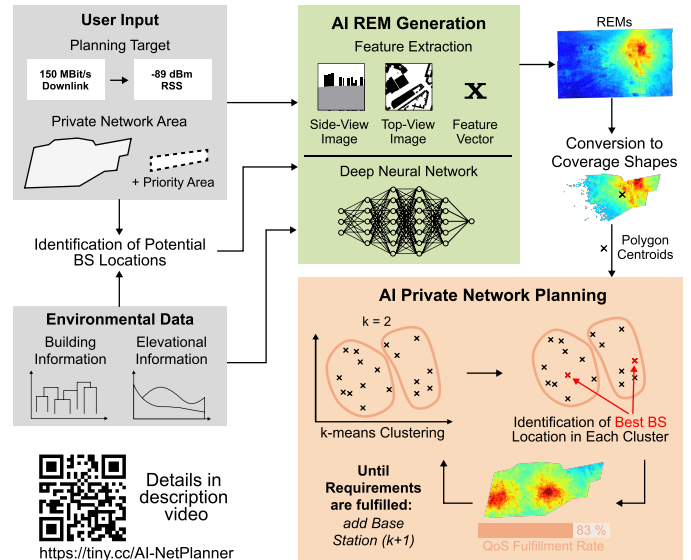 User Input
Planning Target
150 MBit/s
Downlink
-89 dBm
RSS
Private Network Area
+ Priority Area
Identification of Potential
BS Locations
Environmental Data
Building
Information
Elevational
Information
AI REM Generation
Feature Extraction
x
Side-View
Image
Top-View
Image
Feature
Vector
Deep Neural Network
REMs
Conversion to
Coverage Shapes
Polygon
Centroids
AI Private Network Planning
k = 2
k-means Clustering
Identification of Best BS
Location in Each Cluster
Until
Requirements
are fulfilled:
add Base
Station (k+1)
83 %
QoS Fulfillment Rate
Details in
description
video
https://tiny.cc/AI-NetPlanner